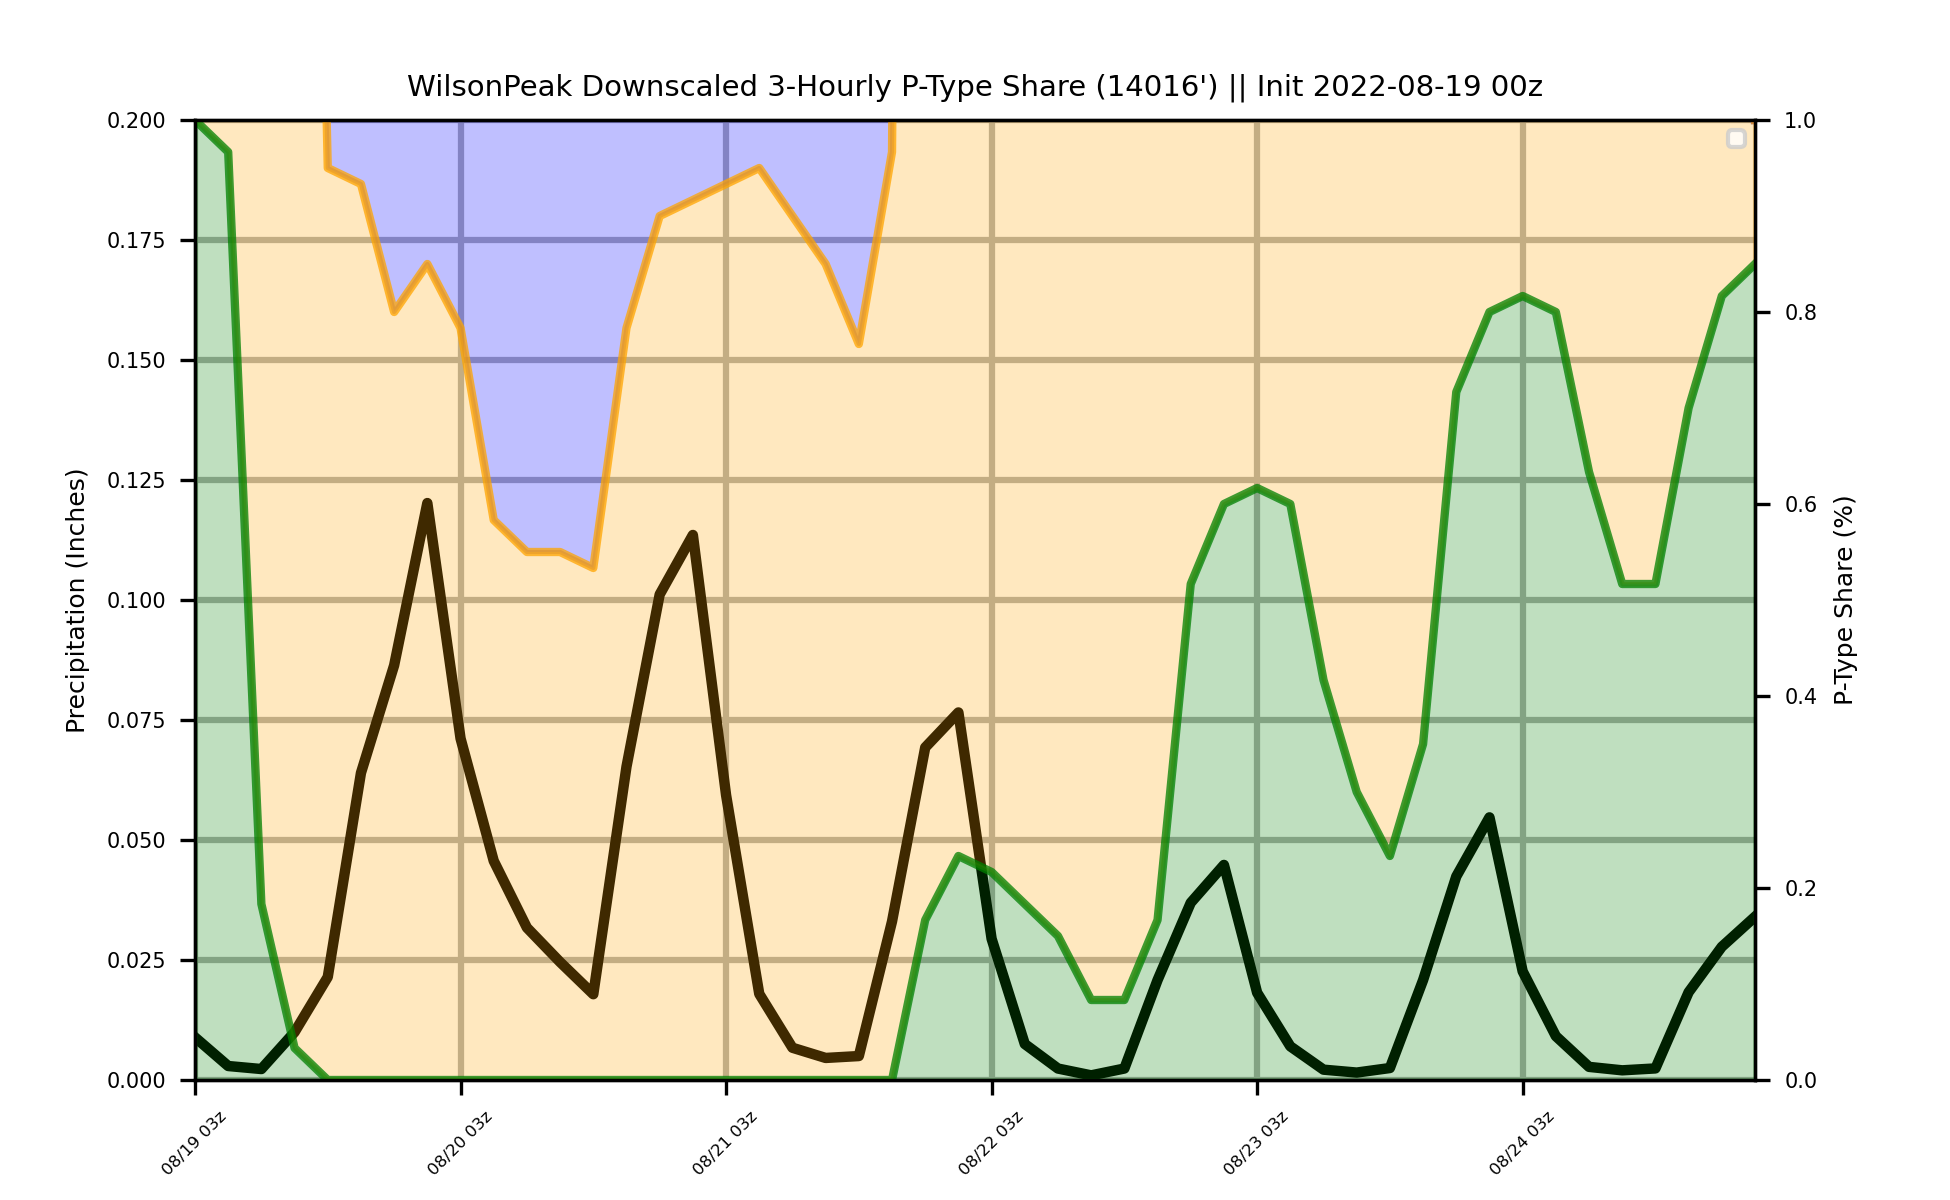 WilsonPeak Downscaled 3-Hourly P-Type Share (14016') || Init 2022-08-19 00z
0.200
0.175
0.150
0.125
0.100
0.075
0.050
0.025
0.000
Precipitation (Inches)
1.0
0.8
0.6
0.4
0.2
0.0
P-Type Share (%)
08/19 03z
08/20 03z
08/21 03z
08/22 03z
08/23 03z
08/24 03z